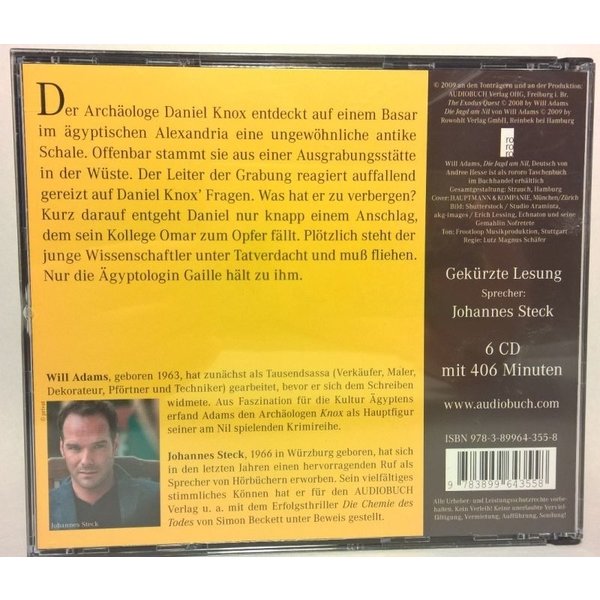 Der Archäologe Daniel Knox entdeckt auf einem Basar
im ägyptischen Alexandria eine ungewöhnliche antike
Schale. Offenbar stammt sie aus einer Ausgrabungsstätte
in der Wüste. Der Leiter der Grabung reagiert auffallend
gereizt auf Daniel Knox’ Fragen. Was hat er zu verbergen?
Kurz darauf entgeht Daniel nur knapp einem Anschlag,
dem sein Kollege Omar zum Opfer fällt. Plötzlich steht der
junge Wissenschaftler unter Tatverdacht und muß fliehen.
Nur die Ägyptologin Gaille hält zu ihm.
Will Adams, geboren 1963, hat zunächst als Tausendsassa (Verkäufer, Maler,
Dekorateur, Pförtner und Techniker) gearbeitet, bevor er sich dem Schreiben
widmete. Aus Faszination für die Kultur Ägyptens
erfand Adams den Archäologen Knox als Hauptfigur
seiner am Nil spielenden Krimireihe.
Johannes Steck, 1966 in Würzburg geboren, hat sich
in den letzten Jahren einen hervorragenden Ruf als
Sprecher von Hörbüchern erworben. Sein vielfältiges
stimmliches Können hat er für den AUDIOBUCH
Verlag u. a. mit dem Erfolgsthriller Die Chemie des
Todes von Simon Beckett unter Beweis gestellt.
Johannes Steck
© 2009 an den Tonträgern und an der Produktion:
AUDIOBUCH Verlag OHG, Freiburg i. Br.
The Exodus Quest © 2008 by Will Adams
Die Jagd am Nil von Will Adams © 2009 by
Rowohlt Verlag GmbH, Reinbek bei Hamburg
ro
ro
ro
Will Adams, Die Jagd am Nil, Deutsch von
Andree Hesse ist als rororo Taschenbuch
im Buchhandel erhältlich
Gesamtgestaltung: Strauch, Hamburg
Cover: HAUPTMANN & KOMPANIE, München/Zürich
Bild: Shutterstock / Studio Araminta,
akg-images / Erich Lessing, Echnaton und seine
Gemahlin Nofretete
Ton: Frootloop Musikproduktion, Stuttgart
Regie: Lutz Magnus Schäfer
Gekürzte Lesung
Sprecher:
Johannes Steck
6 CD
mit 406 Minuten
www.audiobuch.com
ISBN 978-3-89964-355-8
9 783899 643558
Alle Urheber- und Leistungsschutzrechte vorbe-
halten. Kein Verleih! Keine unerlaubte Vervielfältigung,
Vermietung, Aufführung, Sendung!